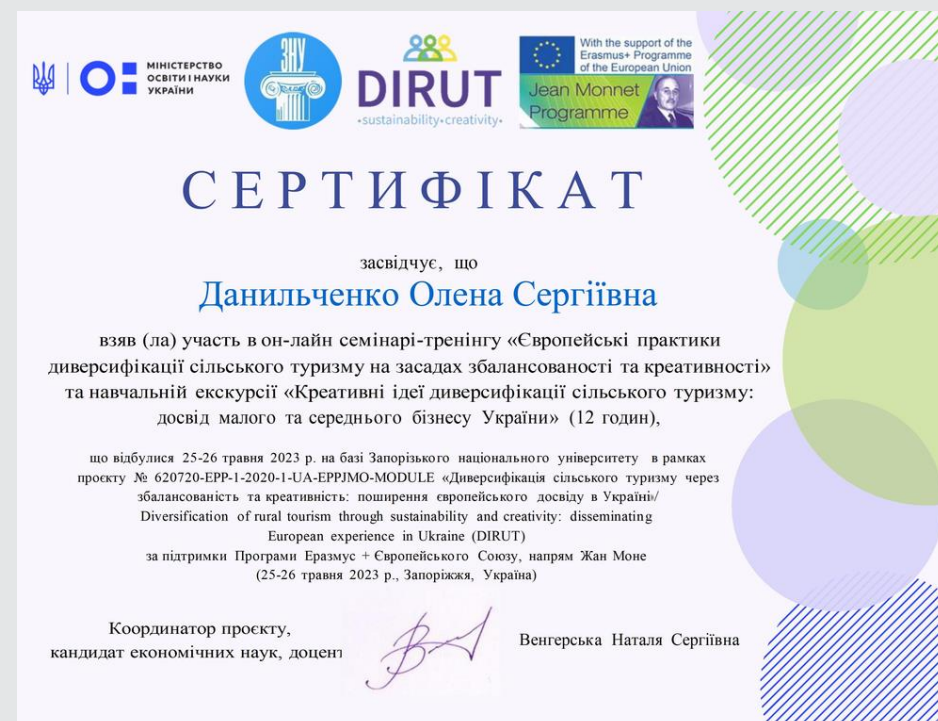 МІНІСТЕРСТВО
ОСВІТИ І НАУКИ
УКРАЇНИ
ЗНУ
DIRUT
•sustainability•creativity•
With the support of the
Erasmus+ Programme
of the European Union
Jean Monnet
Programme
СЕРТИФІКАТ
засвідчує, що
Данильченко Олена Сергіївна
взяв (ла) участь в он-лайн семінарі-тренінгу «Європейські практики
диверсифікації сільського туризму на засадах збалансованості та креативності»
та навчальній екскурсії «Креативні ідеї диверсифікації сільського туризму:
досвід малого та середнього бізнесу України» (12 годин),
що відбулися 25-26 травня 2023 р. на базі Запорізького національного університету в рамках
проєкту № 620720-EPP-1-2020-1-UA-EPPJMO-MODULE «Диверсифікація сільського туризму через
збалансованість та креативність: поширення європейського досвіду в Україні»/
Diversification of rural tourism through sustainability and creativity: disseminating
European experience in Ukraine (DIRUT)
за підтримки Програми Еразмус + Європейського Союзу, напрям Жан Моне
(25-26 травня 2023 р., Запоріжжя, Україна)
Координатор проєкту,
кандидат економічних наук, доцент
Венгерська Наталя Сергіївна